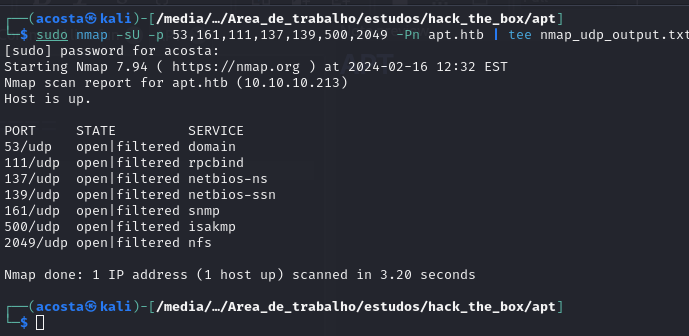 ┌──(acosta㉿kali)-[/media/…/Area_de_trabalho/estudos/hack_the_box/apt]
└─$ sudo nmap -sU -p 53,161,111,137,139,500,2049 -Pn apt.htb | tee nmap_udp_output.txt
[sudo] password for acosta:
Starting Nmap 7.94 ( https://nmap.org ) at 2024-02-16 12:32 EST
Nmap scan report for apt.htb (10.10.10.213)
Host is up.
PORT     STATE         SERVICE
53/udp   open|filtered domain
111/udp  open|filtered rpcbind
137/udp  open|filtered netbios-ns
139/udp  open|filtered netbios-ssn
161/udp  open|filtered snmp
500/udp  open|filtered isakmp
2049/udp open|filtered nfs
Nmap done: 1 IP address (1 host up) scanned in 3.20 seconds
┌──(acosta㉿kali)-[/media/…/Area_de_trabalho/estudos/hack_the_box/apt]
└─$